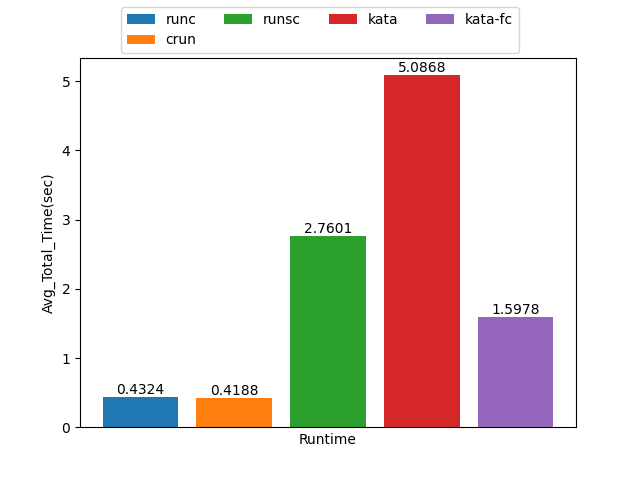 runc runsc kata kata-fc
crun
5.0868
5
4
3
2.7601
2
1.5978
1
0.4324
0.4188
0
Avg_Total_Time(sec)
Runtime